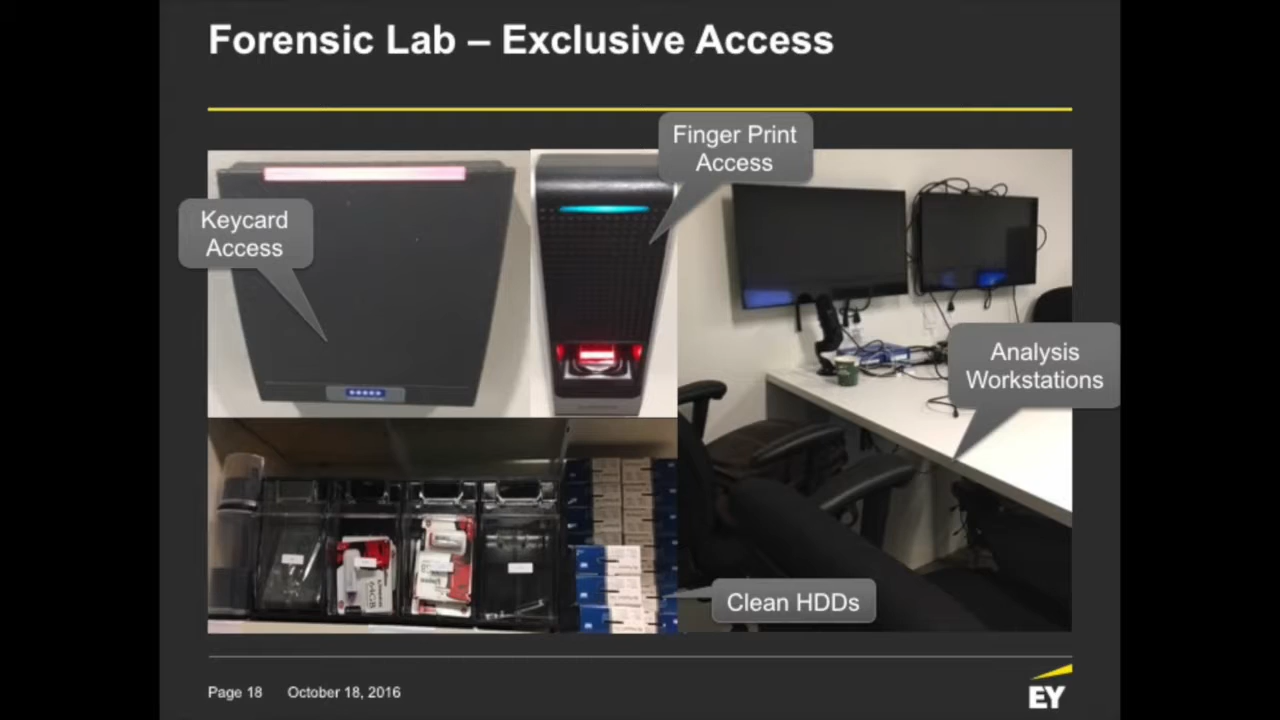 Forensic Lab – Exclusive Access
Finger Print
Access
Keycard
Access
Analysis
Workstations
64GB
Clean HDDs
Page 18 October 18, 2016
EY